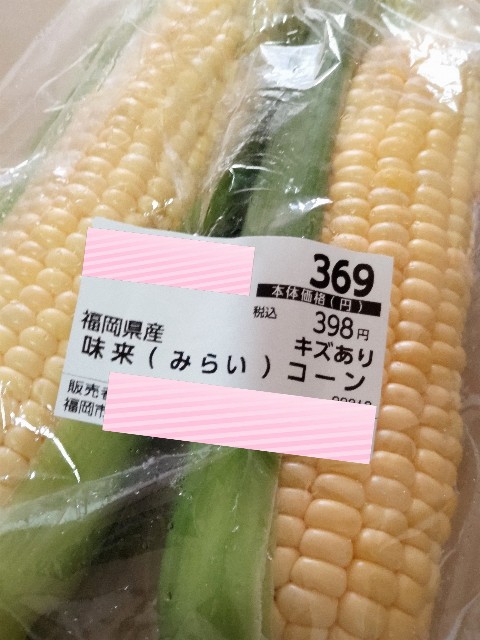 369
本体価格(円)
税込 398円
福岡県産 キズあり
味来(みらい)コーン
販売者
福岡市